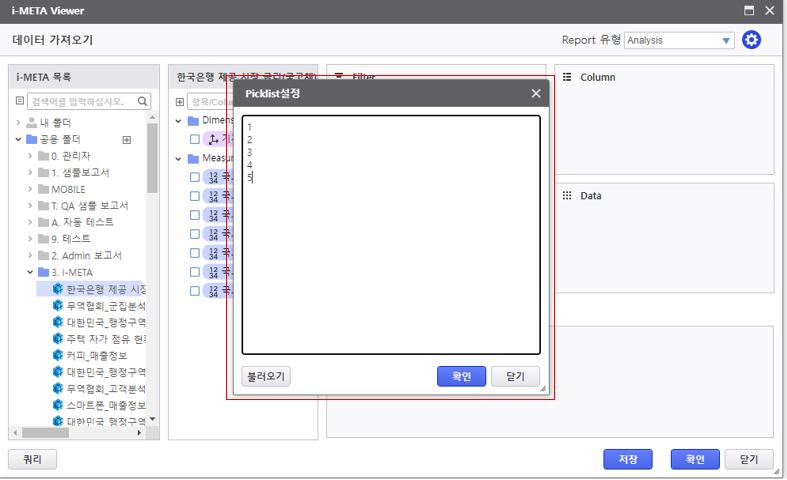 i-META Viewer
데이터 가져오기
Report 유형
Analysis
i-META 목록
검색어를 입력하십시오.
내 폴더
공용 폴더
0. 관리자
1. 샘플보고서
MOBILE
T. QA 샘플 보고서
A. 자동 테스트
9. 테스트
2. Admin 보고서
3. i-META
한국은행 제공 시장
무역협회_군집분석
대한민국_행정구역
주택 자가 점유 현황
커피_매출정보
대한민국_행정구역
무역협회_고객분석
스마트폰_매출정보
대한민국 행정구역
한국은행 제공 시장 금리(국고채)
항목/Colu
Dimens
Measur
12 34 국
12 34 국
12 34 국
12 34 국
12 34 국
12 34 국
12 34 국
Filter
Column
Data
Picklist설정
1
2
3
4
5
불러오기
확인
닫기
쿼리
저장
확인
닫기